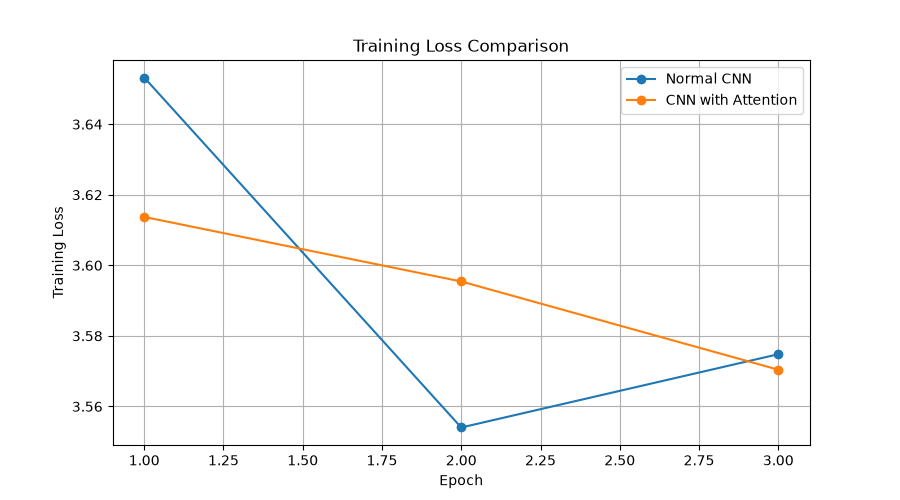 Training Loss Comparison
Normal CNN
CNN with Attention
Training Loss
3.64
3.62
3.60
3.58
3.56
1.00 1.25 1.50 1.75 2.00 2.25 2.50 2.75 3.00
Epoch